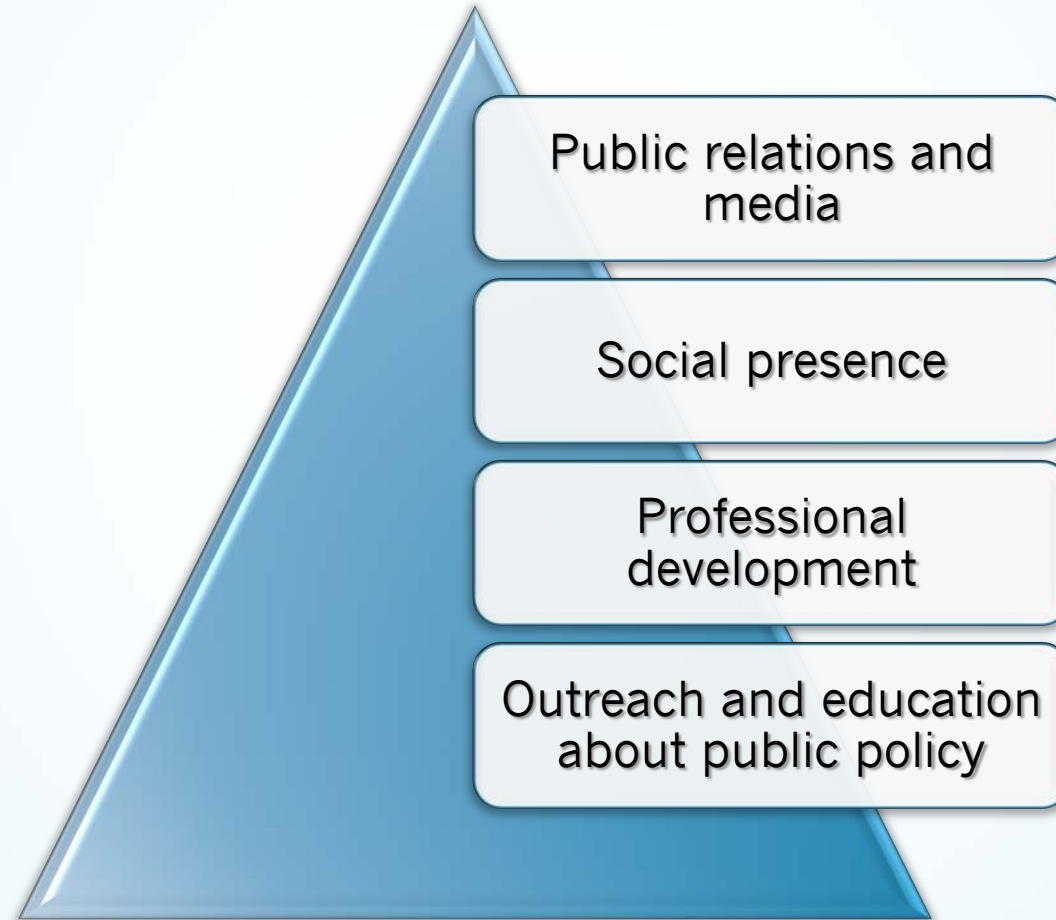 Public relations and
media
Social presence
Professional
development
Outreach and education
about public policy